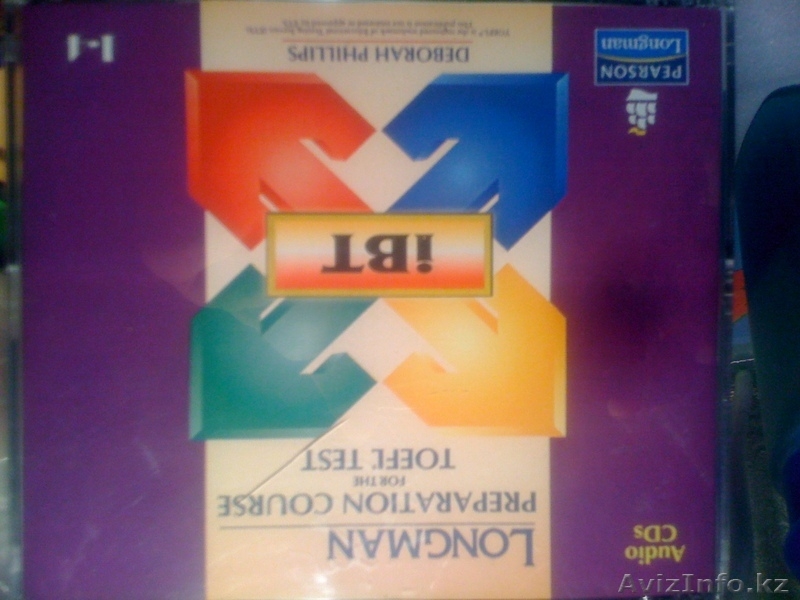 Audio
CDs
LONGMAN
PREPARATION COURSE
FOR THE
TOEFL® TEST
iBT
DEBORAH PHILLIPS
PEARSON
Longman
1-4
AvizInfo.kz